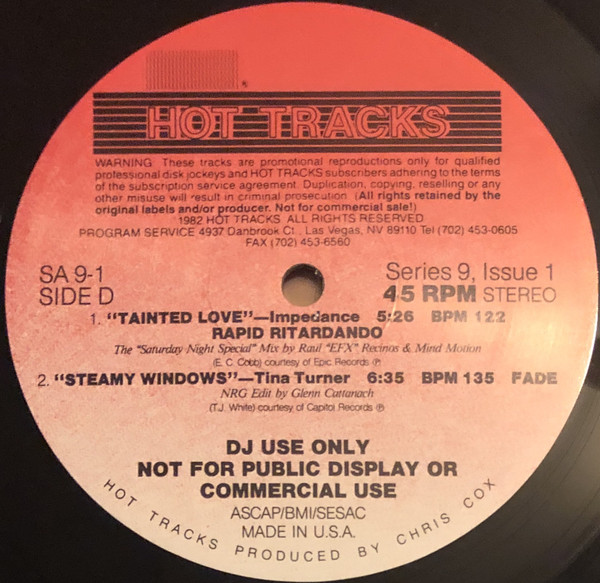 HOT TRACKS
WARNING: These tracks are promotional reproductions only for qualified
professional disk jockeys and HOT TRACKS subscribers adhering to the terms
of the subscription service agreement. Duplication, copying, reselling or any
other misuse will result in criminal prosecution. (All rights retained by the
original labels and/or producer. Not for commercial sale!)
1982 HOT TRACKS ALL RIGHTS RESERVED
PROGRAM SERVICE 4937 Danbrook Ct., Las Vegas, NV 89110 Tel (702) 453-0605
FAX (702) 453-6560
SA 9-1 Series 9, Issue 1
SIDE D 45 RPM STEREO
1. "TAINTED LOVE"—Impedance 5:26 BPM 122
RAPID RITARDANDO
The "Saturday Night Special" Mix by Raul "EFX" Recinos & Mind Motion
(E. C. Cobb) courtesy of Epic Records ℗
2. "STEAMY WINDOWS"—Tina Turner 6:35 BPM 135 FADE
NRG Edit by Glenn Cattanach
(T.J. White) courtesy of Capitol Records ℗
DJ USE ONLY
NOT FOR PUBLIC DISPLAY OR
COMMERCIAL USE
ASCAP/BMI/SESAC
MADE IN U.S.A.
HOT TRACKS PRODUCED BY CHRIS COX